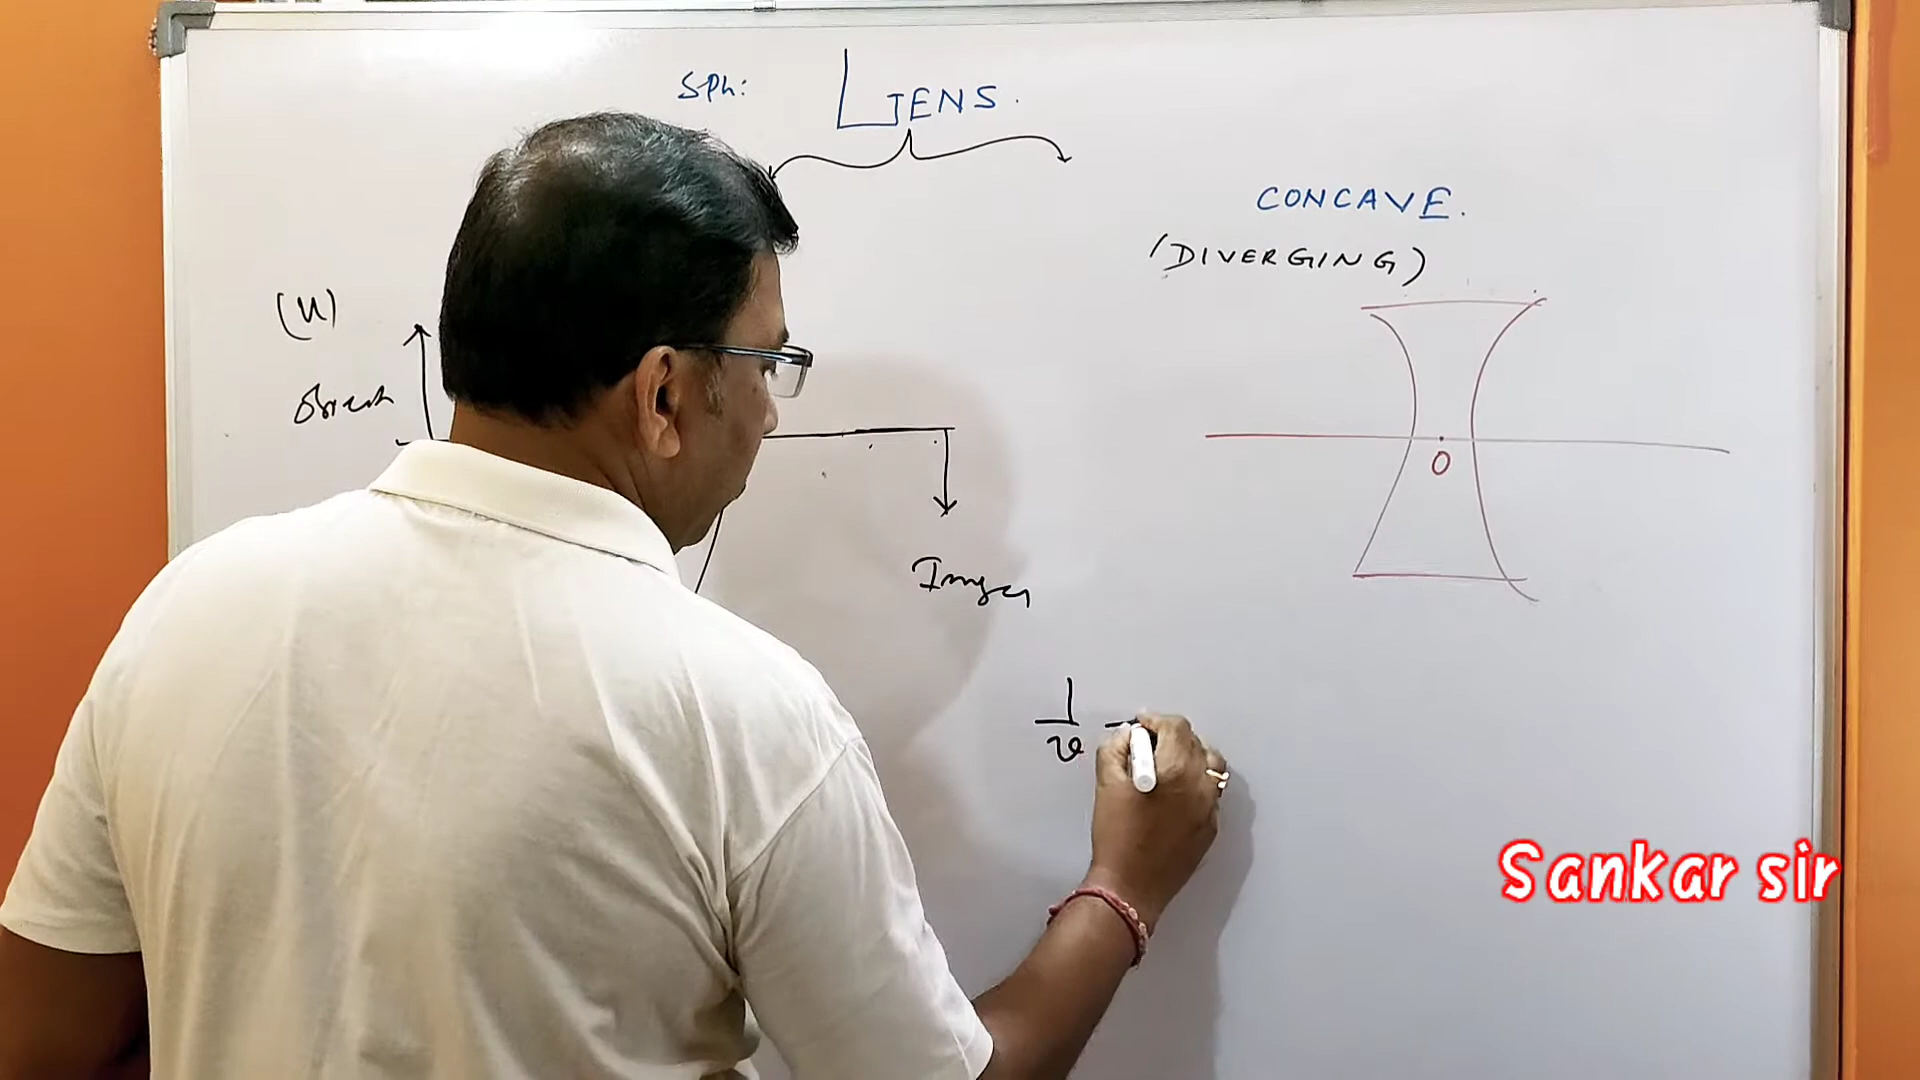 Sph: LENS.
CONCAVE.
(DIVERGING)
(u)
Object
O
Image
1
v
Sankar sir